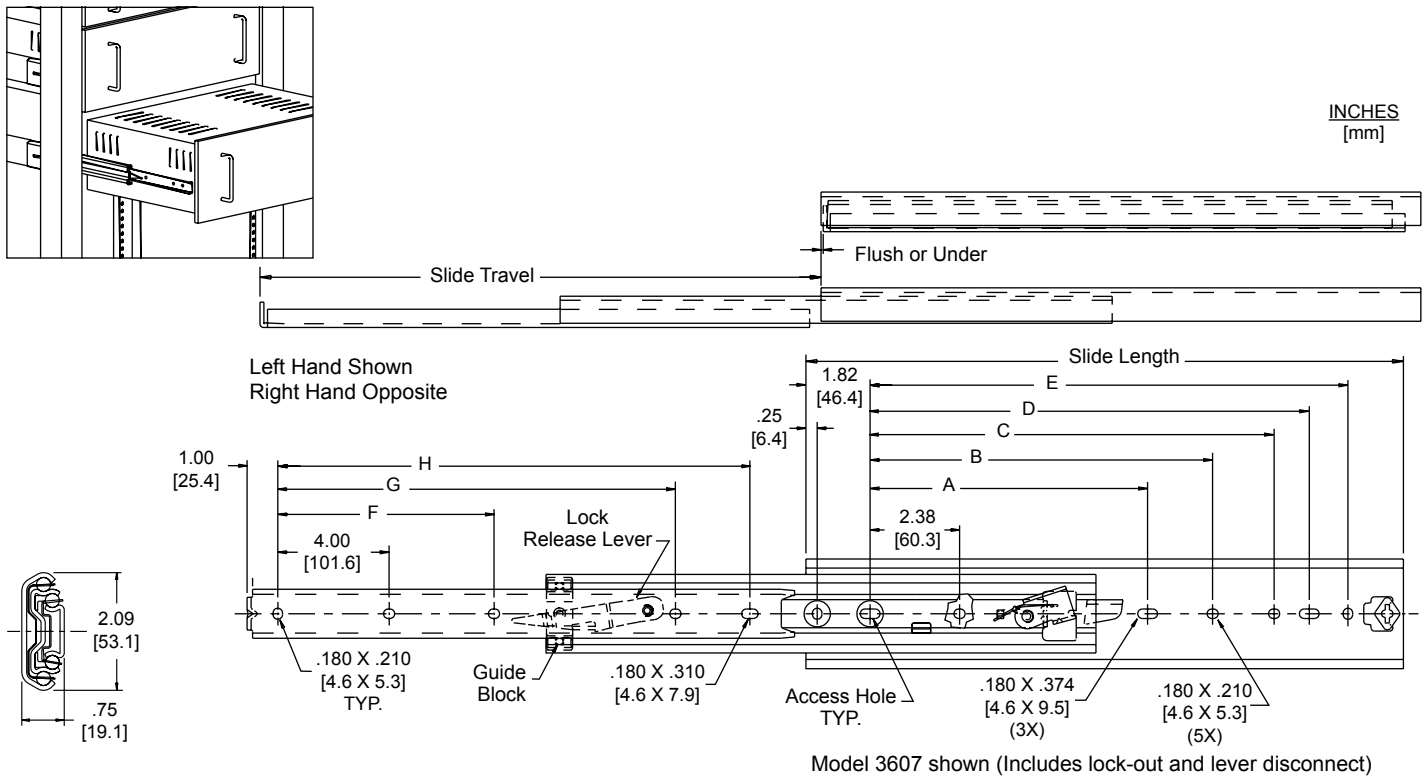 INCHES
[mm]
Flush or Under
Slide Travel
Left Hand Shown
Right Hand Opposite
Slide Length
1.82
[46.4]
E
D
.25
[6.4]
C
1.00
[25.4]
H
B
G
A
F
Lock
Release Lever
2.38
[60.3]
4.00
[101.6]
2.09
[53.1]
.75
[19.1]
.180 X .210
[4.6 X 5.3]
TYP.
Guide
Block
.180 X .310
[4.6 X 7.9]
Access Hole
TYP.
.180 X .374
[4.6 X 9.5]
(3X)
.180 X .210
[4.6 X 5.3]
(5X)
Model 3607 shown (Includes lock-out and lever disconnect)